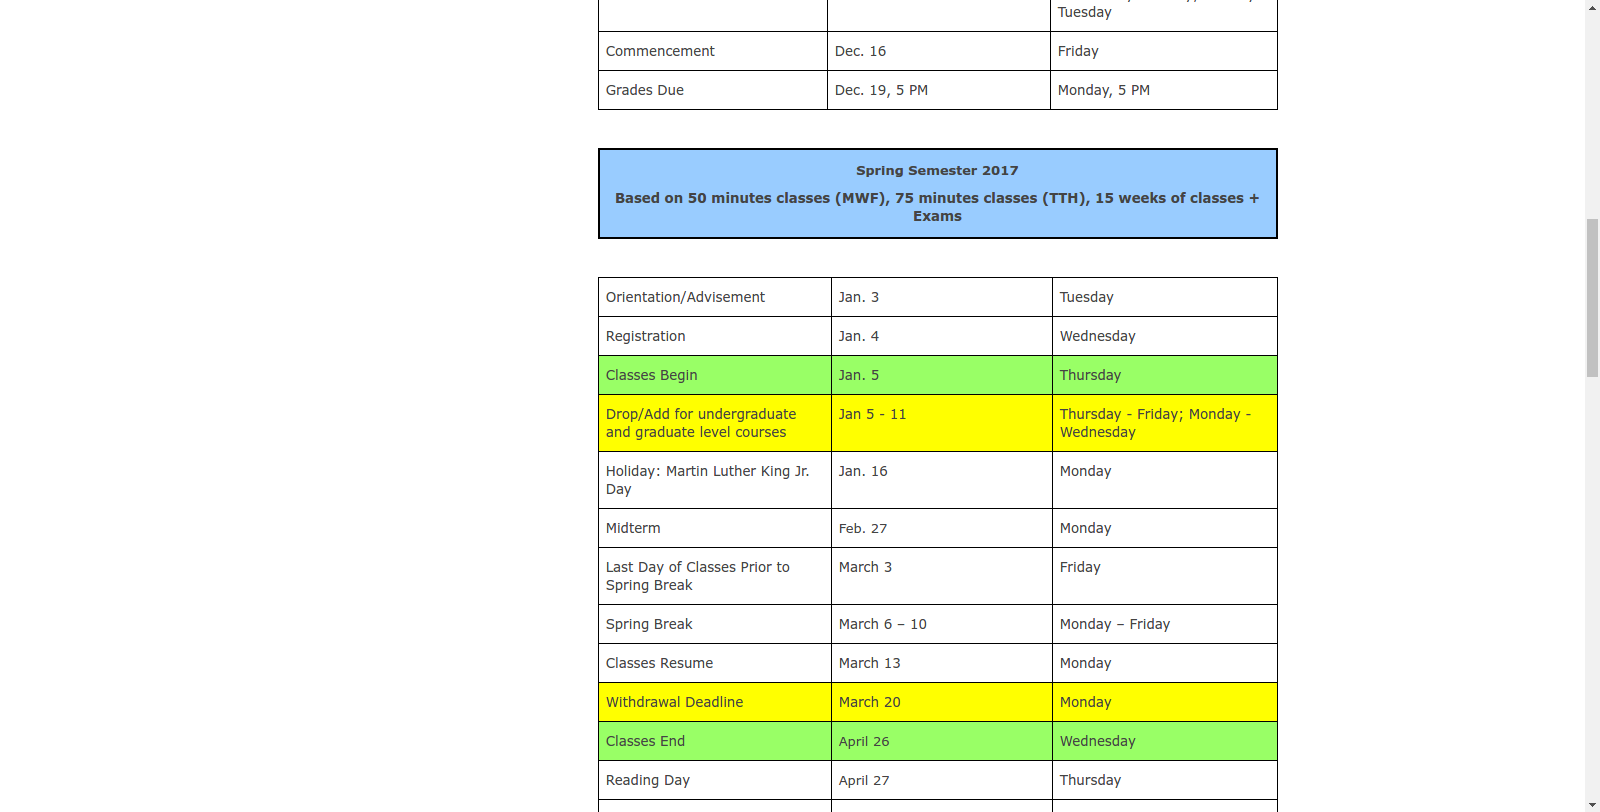 Tuesday
Commencement Dec. 16 Friday
Grades Due Dec. 19, 5 PM Monday, 5 PM
Spring Semester 2017
Based on 50 minutes classes (MWF), 75 minutes classes (TTH), 15 weeks of classes +
Exams
Orientation/Advisement Jan. 3 Tuesday
Registration Jan. 4 Wednesday
Classes Begin Jan. 5 Thursday
Drop/Add for undergraduate Jan 5 - 11 Thursday - Friday; Monday -
and graduate level courses Wednesday
Holiday: Martin Luther King Jr. Jan. 16 Monday
Day
Midterm Feb. 27 Monday
Last Day of Classes Prior to March 3 Friday
Spring Break
Spring Break March 6 – 10 Monday – Friday
Classes Resume March 13 Monday
Withdrawal Deadline March 20 Monday
Classes End April 26 Wednesday
Reading Day April 27 Thursday